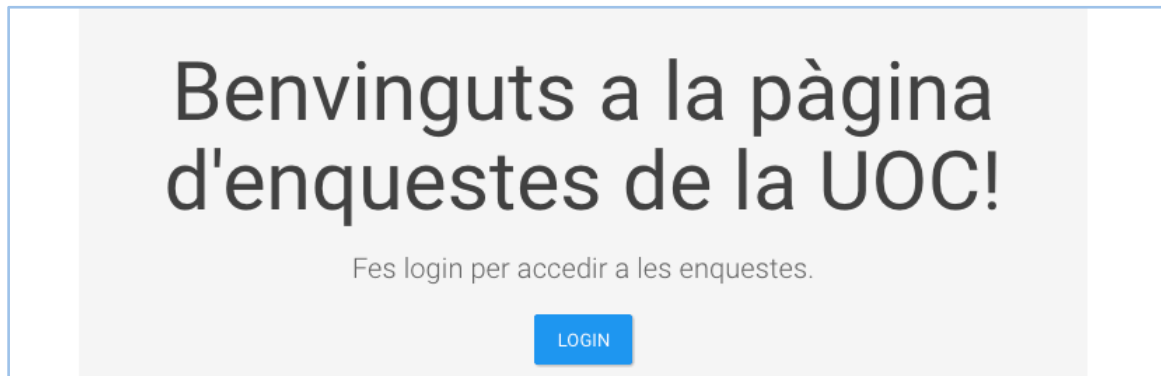 Benvinguts a la pàgina
d'enquestes de la UOC!
Fes login per accedir a les enquestes.
LOGIN